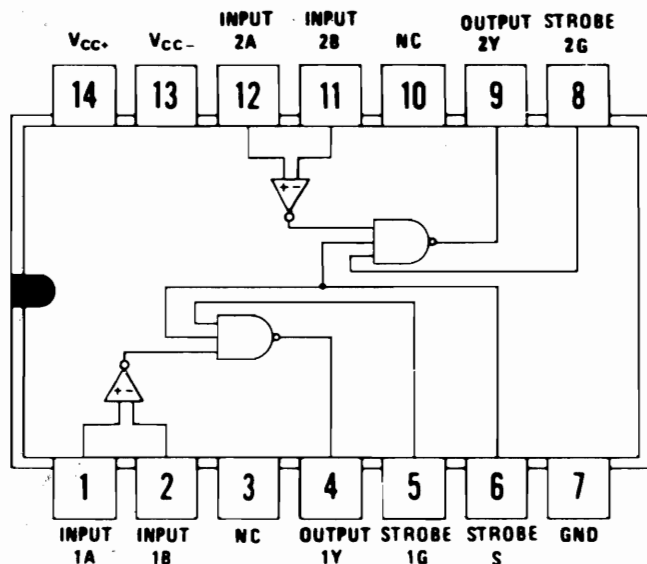 INPUT INPUT OUTPUT STROBE
VCC+ VCC- 2A 2B NC 2Y 2G
14 13 12 11 10 9 8
+ -
+ -
1 2 3 4 5 6 7
INPUT INPUT NC OUTPUT STROBE STROBE GND
1A 1B 1Y 1G S